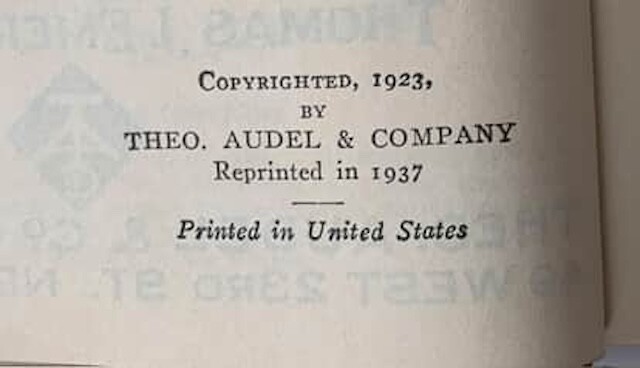 COPYRIGHTED, 1923,
BY
THEO. AUDEL & COMPANY
Reprinted in 1937
Printed in United States